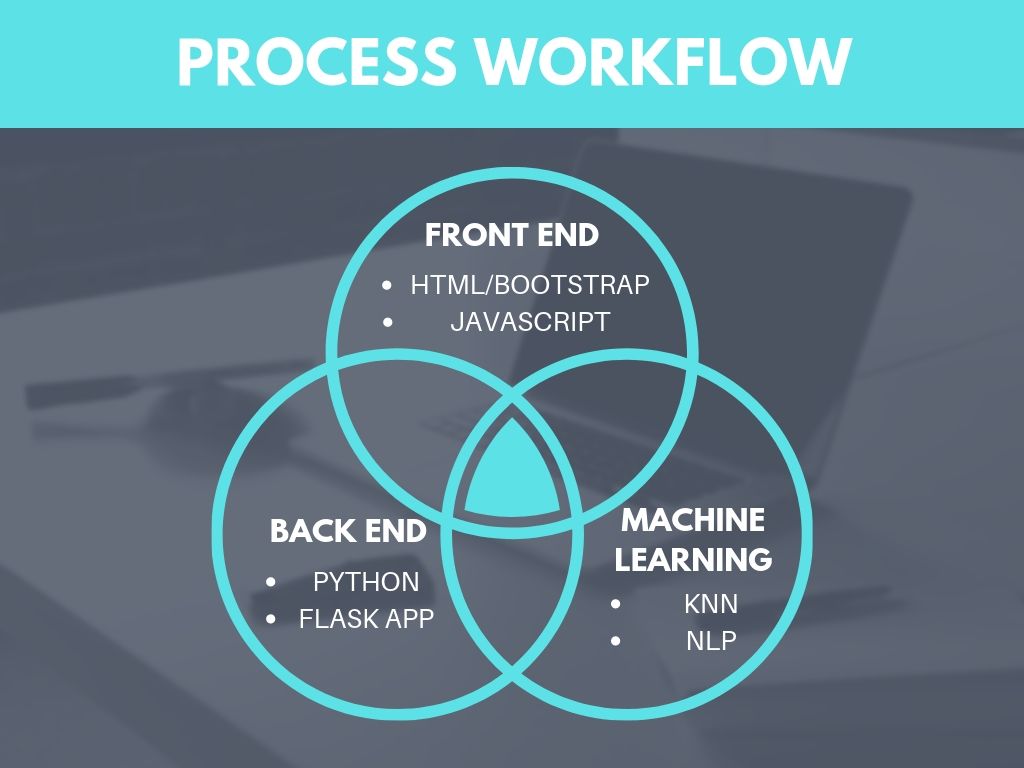 PROCESS WORKFLOW
FRONT END
• HTML/BOOTSTRAP
• JAVASCRIPT
BACK END
• PYTHON
• FLASK APP
MACHINE
LEARNING
• KNN
• NLP